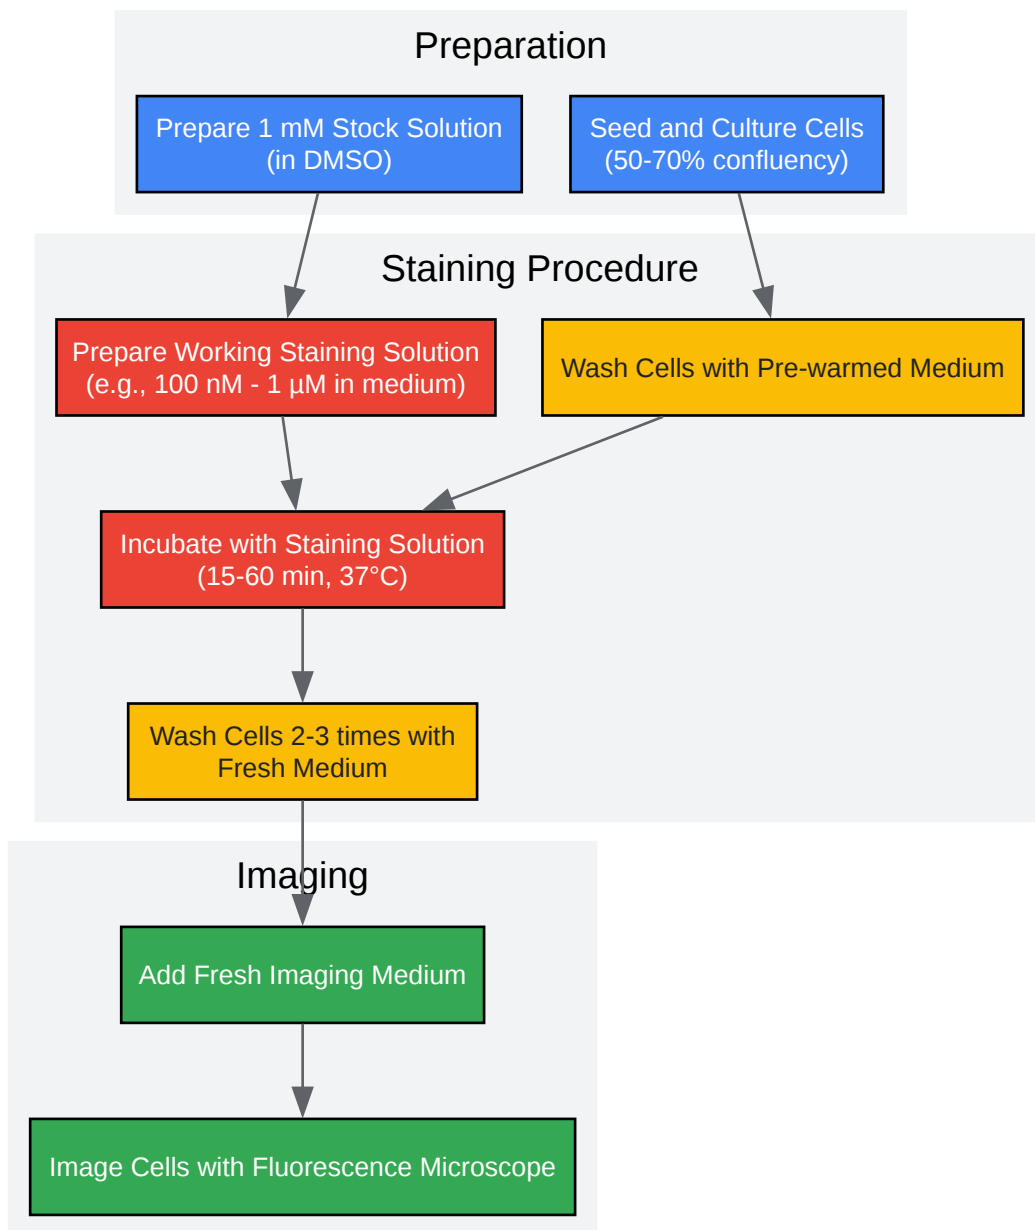 Preparation
Prepare 1 mM Stock Solution
(in DMSO)
Seed and Culture Cells
(50-70% confluency)
Staining Procedure
Prepare Working Staining Solution
(e.g., 100 nM - 1 µM in medium)
Wash Cells with Pre-warmed Medium
Incubate with Staining Solution
(15-60 min, 37°C)
Wash Cells 2-3 times with
Fresh Medium
Imaging
Add Fresh Imaging Medium
Image Cells with Fluorescence Microscope